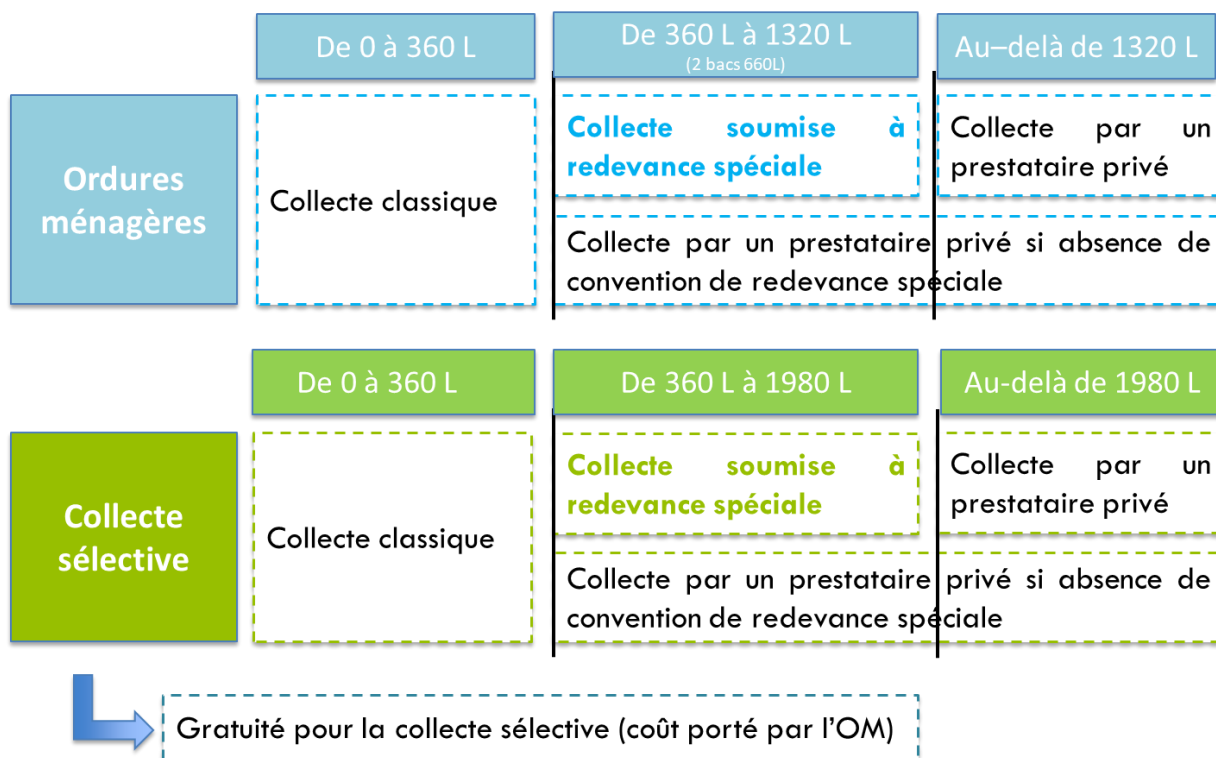 De 0 à 360 L
De 360 L à 1320 L
(2 bacs 660L)
Au–delà de 1320 L
Ordures
ménagères
Collecte classique
Collecte soumise à
redevance spéciale
Collecte par un
prestataire privé
Collecte par un prestataire privé si absence de
convention de redevance spéciale
De 0 à 360 L
De 360 L à 1980 L
Au-delà de 1980 L
Collecte
sélective
Collecte classique
Collecte soumise à
redevance spéciale
Collecte par un
prestataire privé
Collecte par un prestataire privé si absence de
convention de redevance spéciale
Gratuité pour la collecte sélective (coût porté par l’OM)